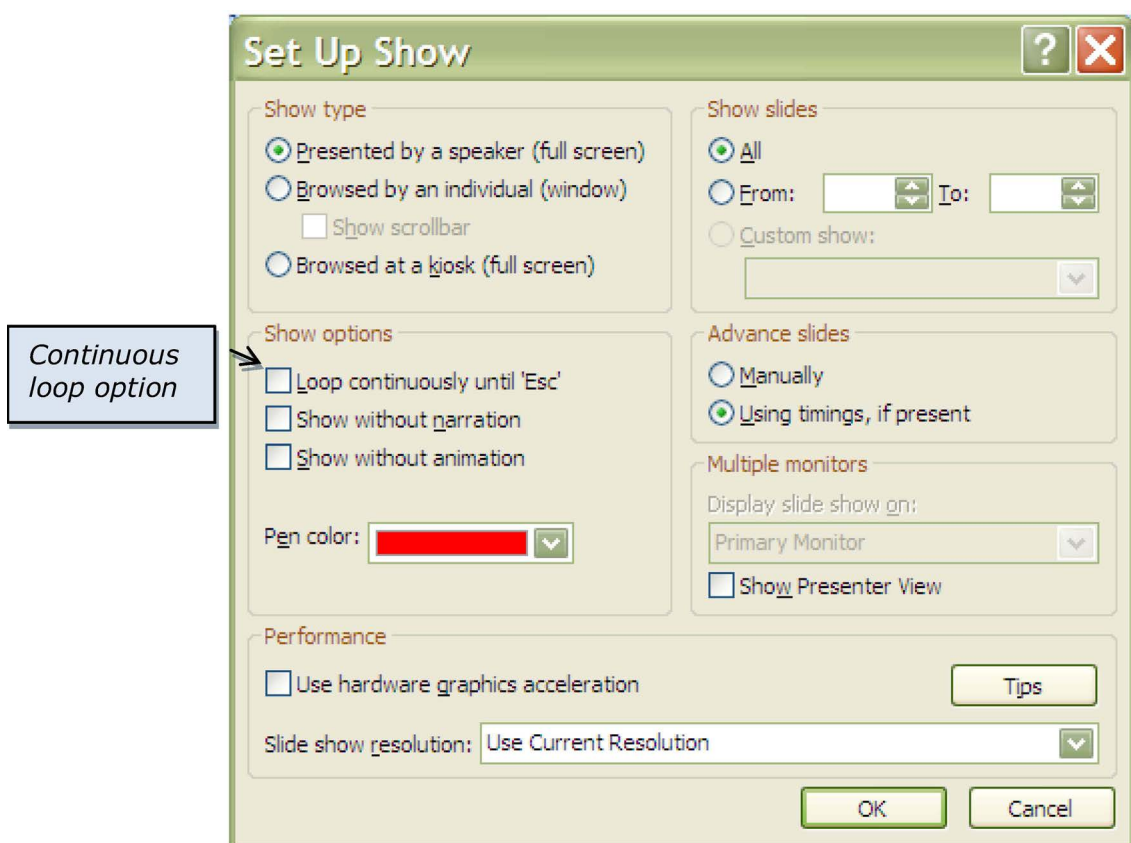 Set Up Show
Show type
Presented by a speaker (full screen)
Browsed by an individual (window)
Show scrollbar
Browsed at a kiosk (full screen)
Show slides
All
From: To:
Custom show:
Continuous
loop option
Show options
Loop continuously until 'Esc'
Show without narration
Show without animation
Pen color:
Advance slides
Manually
Using timings, if present
Multiple monitors
Display slide show on:
Primary Monitor
Show Presenter View
Performance
Use hardware graphics acceleration
Tips
Slide show resolution: Use Current Resolution
OK Cancel